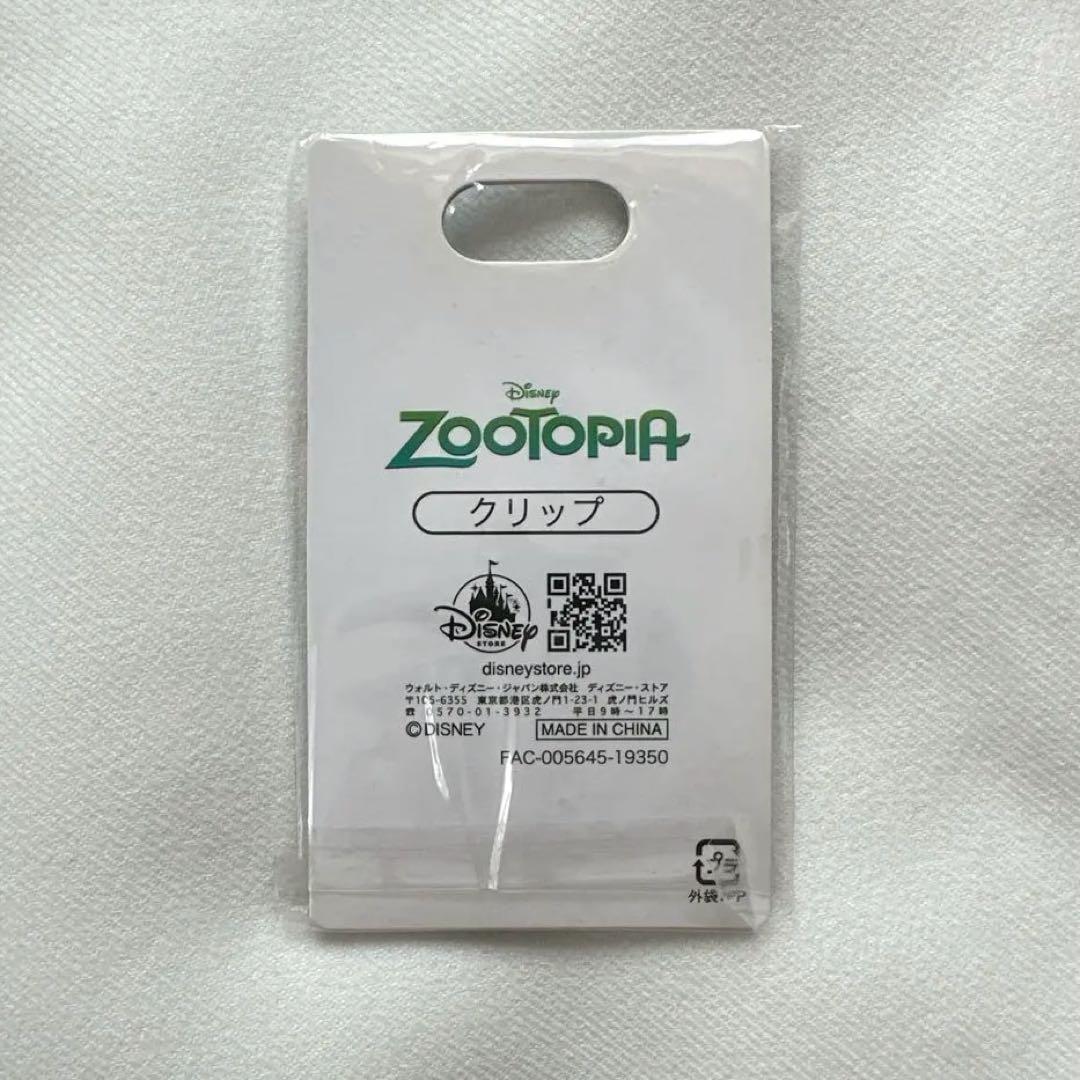 Disney
ZOOTOPIA
クリップ
Disney
STORE
disneystore.jp
ウォルト・ディズニー・ジャパン株式会社 ディズニー・ストア
〒105-6355 東京都港区虎ノ門1-23-1 虎ノ門ヒルズ
☎ 0570-01-3932 平日9時～17時
©DISNEY MADE IN CHINA
FAC-005645-19350
プラ
外袋:PP